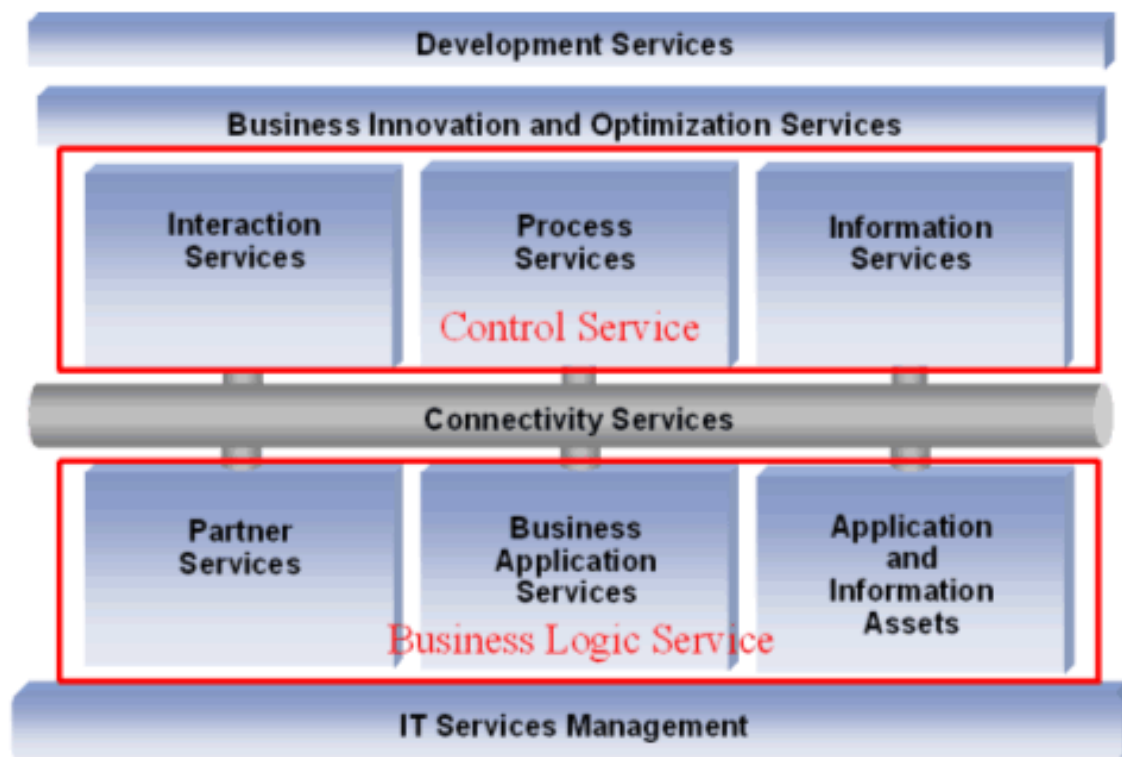 Development Services
Business Innovation and Optimization Services
Interaction
Services
Process
Services
Information
Services
Control Service
Connectivity Services
Partner
Services
Business
Application
Services
Application
and
Information
Assets
Business Logic Service
IT Services Management